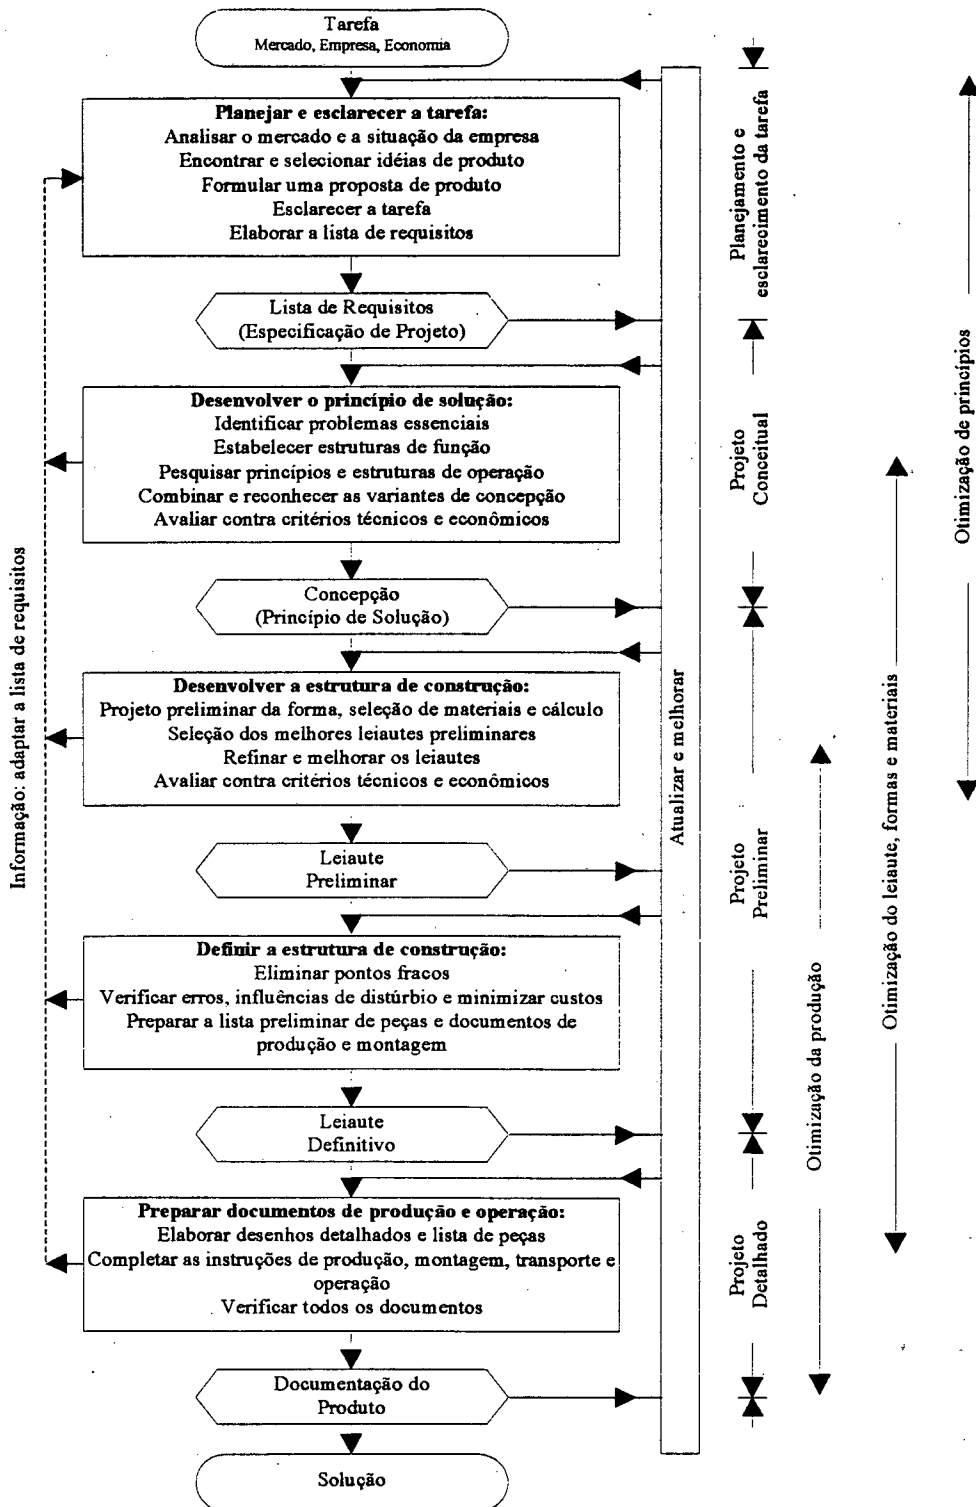 Tarefa
Mercado, Empresa, Economia
Planejar e esclarecer a tarefa:
Analisar o mercado e a situação da empresa
Encontrar e selecionar idéias de produto
Formular uma proposta de produto
Esclarecer a tarefa
Elaborar a lista de requisitos
Lista de Requisitos
(Especificação de Projeto)
Desenvolver o princípio de solução:
Identificar problemas essenciais
Estabelecer estruturas de função
Pesquisar princípios e estruturas de operação
Combinar e reconhecer as variantes de concepção
Avaliar contra critérios técnicos e econômicos
Concepção
(Princípio de Solução)
Desenvolver a estrutura de construção:
Projeto preliminar da forma, seleção de materiais e cálculo
Seleção dos melhores leiautes preliminares
Refinar e melhorar os leiautes
Avaliar contra critérios técnicos e econômicos
Leiaute
Preliminar
Definir a estrutura de construção:
Eliminar pontos fracos
Verificar erros, influências de distúrbio e minimizar custos
Preparar a lista preliminar de peças e documentos de
produção e montagem
Leiaute
Definitivo
Preparar documentos de produção e operação:
Elaborar desenhos detalhados e lista de peças
Completar as instruções de produção, montagem, transporte e
operação
Verificar todos os documentos
Documentação do
Produto
Solução
Informação: adaptar a lista de requisitos
Atualizar e melhorar
Planejamento e
esclarecimento da tarefa
Projeto
Conceitual
Projeto
Preliminar
Projeto
Detalhado
Otimização da produção
Otimização do leiaute, formas e materiais
Otimização de princípios